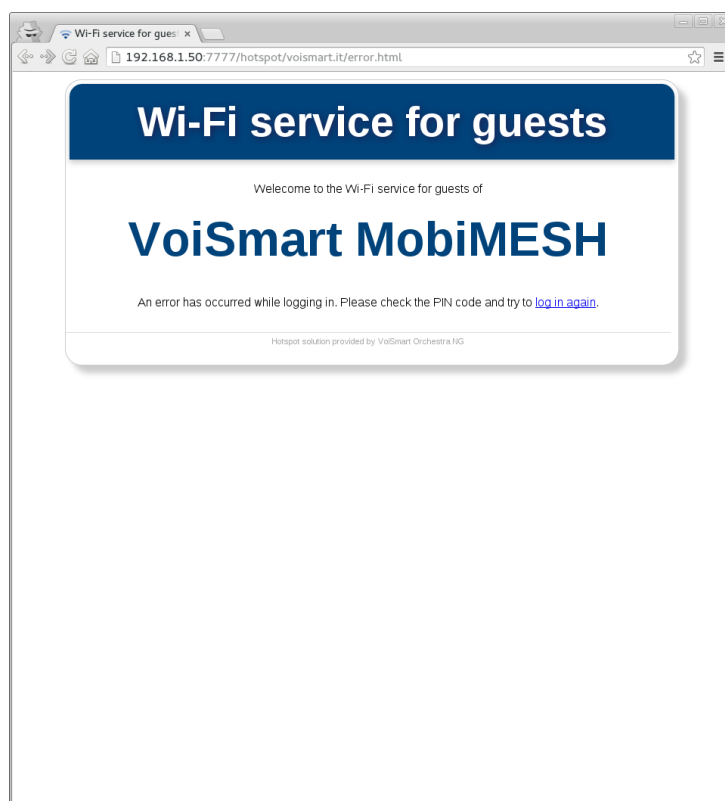 Wi-Fi service for gues
192.168.1.50:7777/hotspot/voismart.it/error.html
Wi-Fi service for guests
Welecome to the Wi-Fi service for guests of
VoiSmart MobiMESH
An error has occurred while logging in. Please check the PIN code and try to log in again.
Hotspot solution provided by VoiSmart Orchestra NG